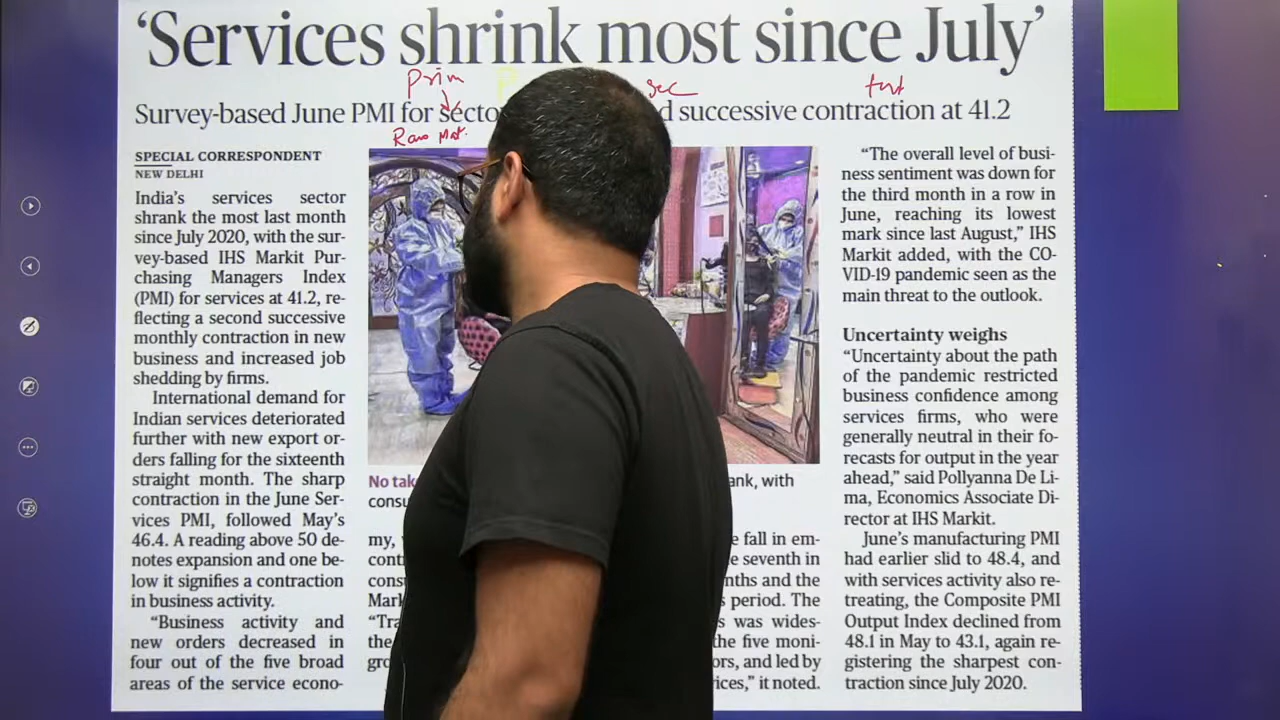 ‘Services shrink most since July’
Prim
sec
tert
Survey-based June PMI for secto d successive contraction at 41.2
Raw Mat.
SPECIAL CORRESPONDENT
NEW DELHI
India’s services sector
shrank the most last month
since July 2020, with the sur-
vey-based IHS Markit Pur-
chasing Managers Index
(PMI) for services at 41.2, re-
flecting a second successive
monthly contraction in new
business and increased job
shedding by firms.
International demand for
Indian services deteriorated
further with new export or-
ders falling for the sixteenth
straight month. The sharp
contraction in the June Ser-
vices PMI, followed May’s
46.4. A reading above 50 de-
notes expansion and one be-
low it signifies a contraction
in business activity.
“Business activity and
new orders decreased in
four out of the five broad
areas of the service econo-
No tak
ank, with
consu
my,
cont
consu
Mark
“Tra
the
gro
e fall in em-
e seventh in
nths and the
s period. The
s was wides-
the five moni-
ors, and led by
ices,” it noted.
“The overall level of busi-
ness sentiment was down for
the third month in a row in
June, reaching its lowest
mark since last August,” IHS
Markit added, with the CO-
VID-19 pandemic seen as the
main threat to the outlook.
Uncertainty weighs
“Uncertainty about the path
of the pandemic restricted
business confidence among
services firms, who were
generally neutral in their fo-
recasts for output in the year
ahead,” said Pollyanna De Li-
ma, Economics Associate Di-
rector at IHS Markit.
June’s manufacturing PMI
had earlier slid to 48.4, and
with services activity also re-
treating, the Composite PMI
Output Index declined from
48.1 in May to 43.1, again re-
gistering the sharpest con-
traction since July 2020.